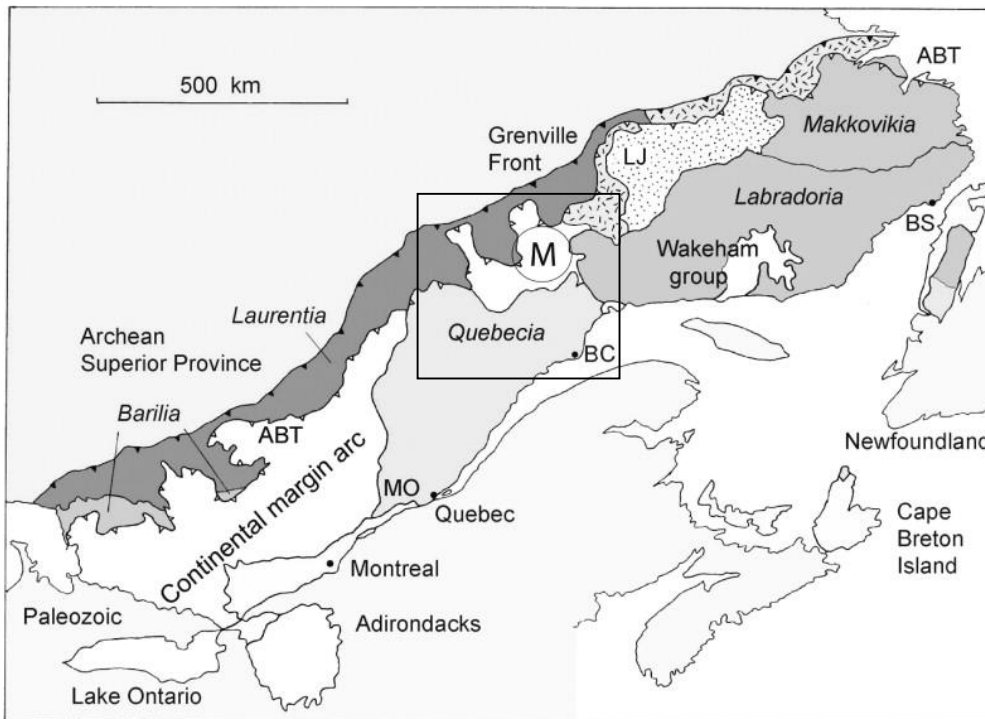 ABT
500 km
Makkovikia
Grenville
Front
LJ
Labradoria
BS
M
Wakeham
group
Laurentia
Quebecia
Archean
Superior Province
BC
Barilia
ABT
Newfoundland
Continental margin arc
MO
Quebec
Cape
Breton
Island
Montreal
Paleozoic
Adirondacks
Lake Ontario